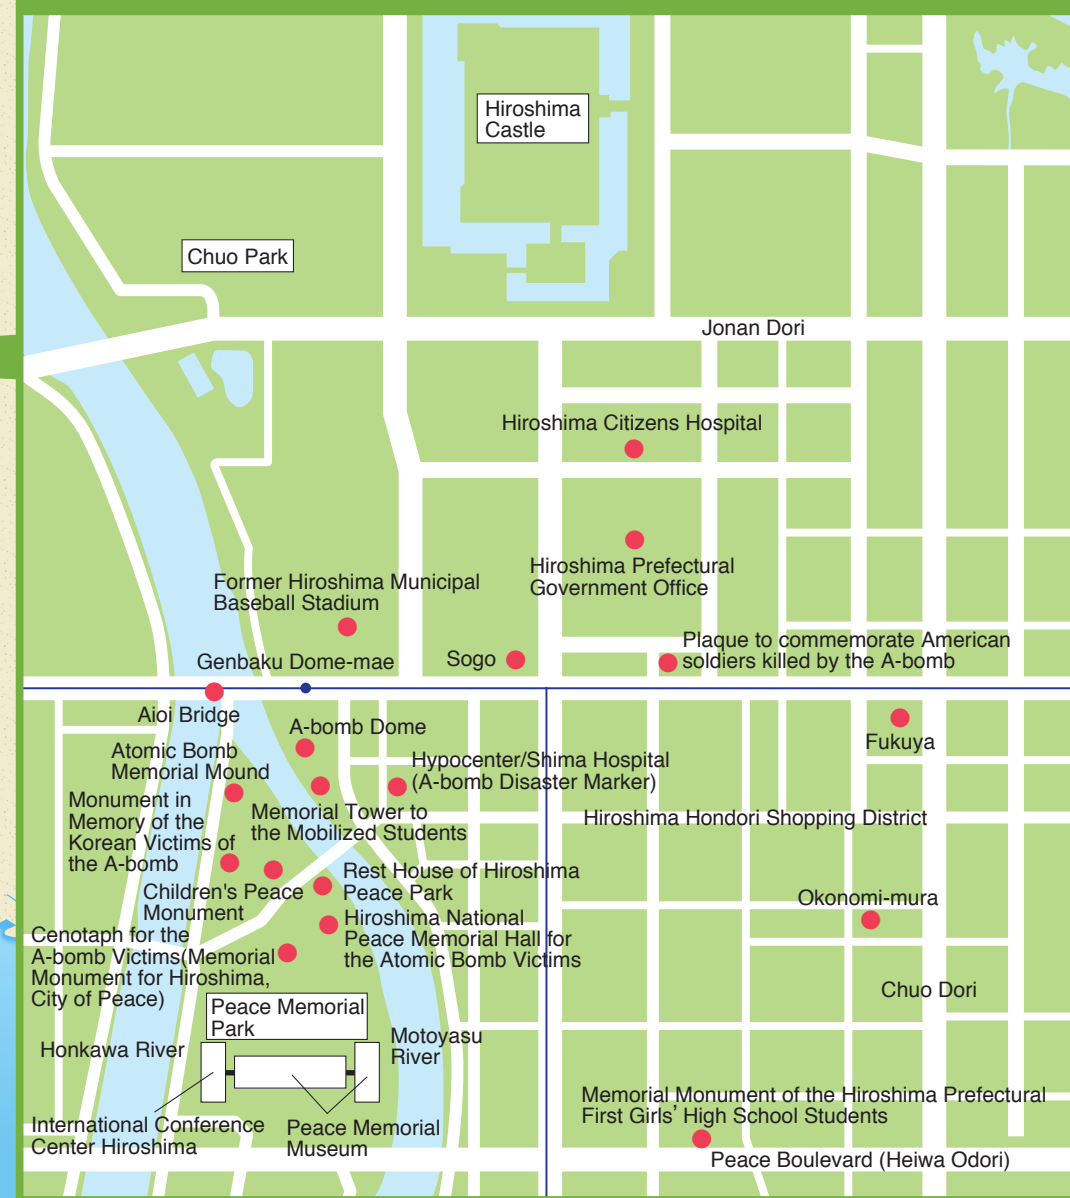 Hiroshima
Castle
Chuo Park
Jonan Dori
Hiroshima Citizens Hospital
Hiroshima Prefectural
Government Office
Former Hiroshima Municipal
Baseball Stadium
Plaque to commemorate American
soldiers killed by the A-bomb
Sogo
Genbaku Dome-mae
Aioi Bridge
A-bomb Dome
Fukuya
Atomic Bomb
Memorial Mound
Hypocenter/Shima Hospital
(A-bomb Disaster Marker)
Monument in
Memory of the
Korean Victims of
the A-bomb
Memorial Tower to
the Mobilized Students
Hiroshima Hondori Shopping District
Children's Peace
Monument
Rest House of Hiroshima
Peace Park
Okonomi-mura
Hiroshima National
Peace Memorial Hall for
the Atomic Bomb Victims
Cenotaph for the
A-bomb Victims(Memorial
Monument for Hiroshima,
City of Peace)
Chuo Dori
Peace Memorial
Park
Honkawa River
Motoyasu
River
International Conference
Center Hiroshima
Peace Memorial
Museum
Memorial Monument of the Hiroshima Prefectural
First Girls’ High School Students
Peace Boulevard (Heiwa Odori)